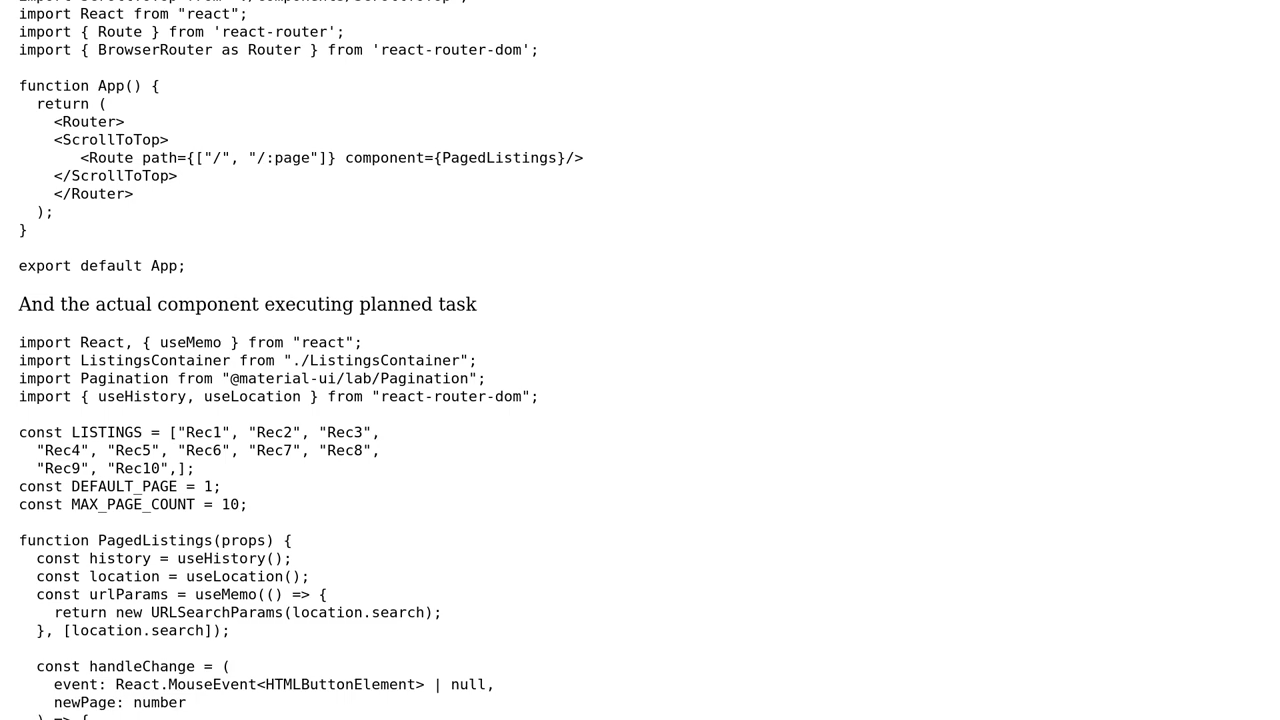 import React from "react";
import { Route } from 'react-router';
import { BrowserRouter as Router } from 'react-router-dom';
function App() {
  return (
    <Router>
    <ScrollToTop>
       <Route path={["/", "/:page"]} component={PagedListings}/>
    </ScrollToTop>
    </Router>
  );
}
export default App;
And the actual component executing planned task
import React, { useMemo } from "react";
import ListingsContainer from "./ListingsContainer";
import Pagination from "@material-ui/lab/Pagination";
import { useHistory, useLocation } from "react-router-dom";
const LISTINGS = ["Rec1", "Rec2", "Rec3",
  "Rec4", "Rec5", "Rec6", "Rec7", "Rec8",
  "Rec9", "Rec10",];
const DEFAULT_PAGE = 1;
const MAX_PAGE_COUNT = 10;
function PagedListings(props) {
  const history = useHistory();
  const location = useLocation();
  const urlParams = useMemo(() => {
    return new URLSearchParams(location.search);
  }, [location.search]);
  const handleChange = (
    event: React.MouseEvent<HTMLButtonElement> | null,
    newPage: number
  ) => {